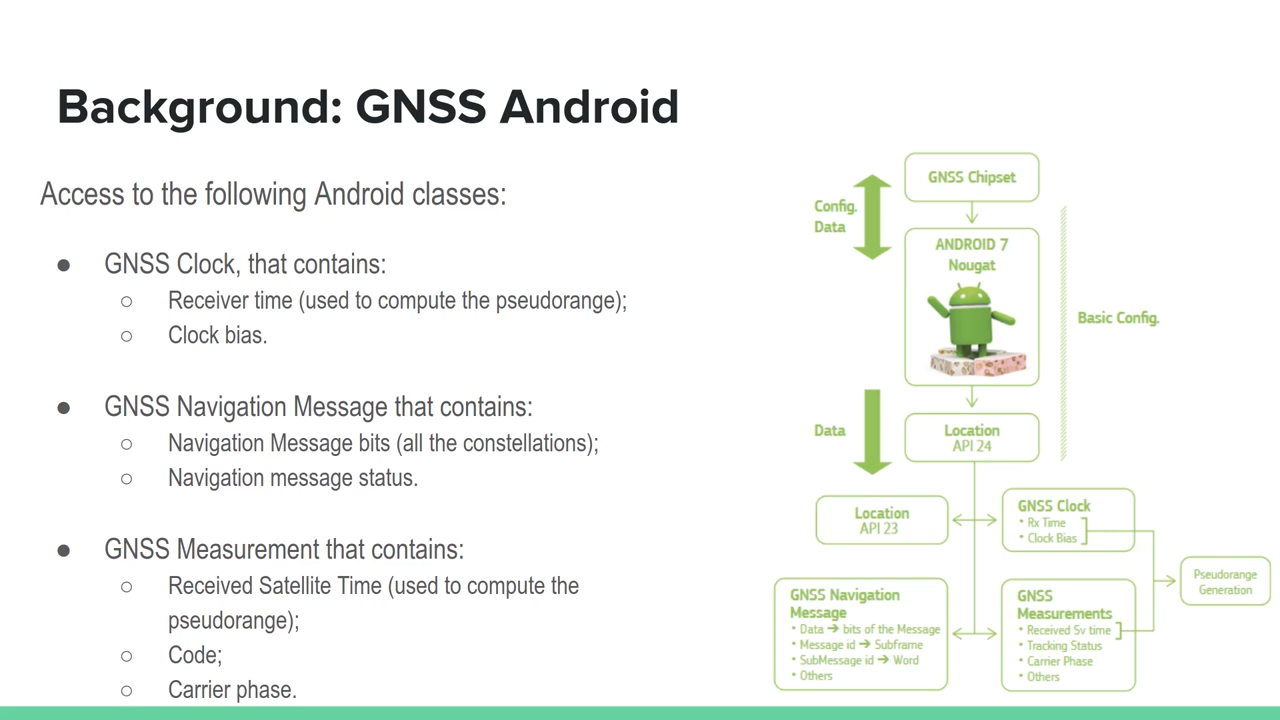 Background: GNSS Android
Access to the following Android classes:
● GNSS Clock, that contains:
○ Receiver time (used to compute the pseudorange);
○ Clock bias.
● GNSS Navigation Message that contains:
○ Navigation Message bits (all the constellations);
○ Navigation message status.
● GNSS Measurement that contains:
○ Received Satellite Time (used to compute the
pseudorange);
○ Code;
○ Carrier phase.
GNSS Chipset
Config.
Data
ANDROID 7
Nougat
Basic Config.
Data
Location
API 24
Location
API 23
GNSS Clock
• Rx Time
• Clock Bias
Pseudorange
Generation
GNSS Navigation
Message
• Data → bits of the Message
• Message id → Subframe
• SubMessage id → Word
• Others
GNSS
Measurements
• Received Sv time
• Tracking Status
• Carrier Phase
• Others